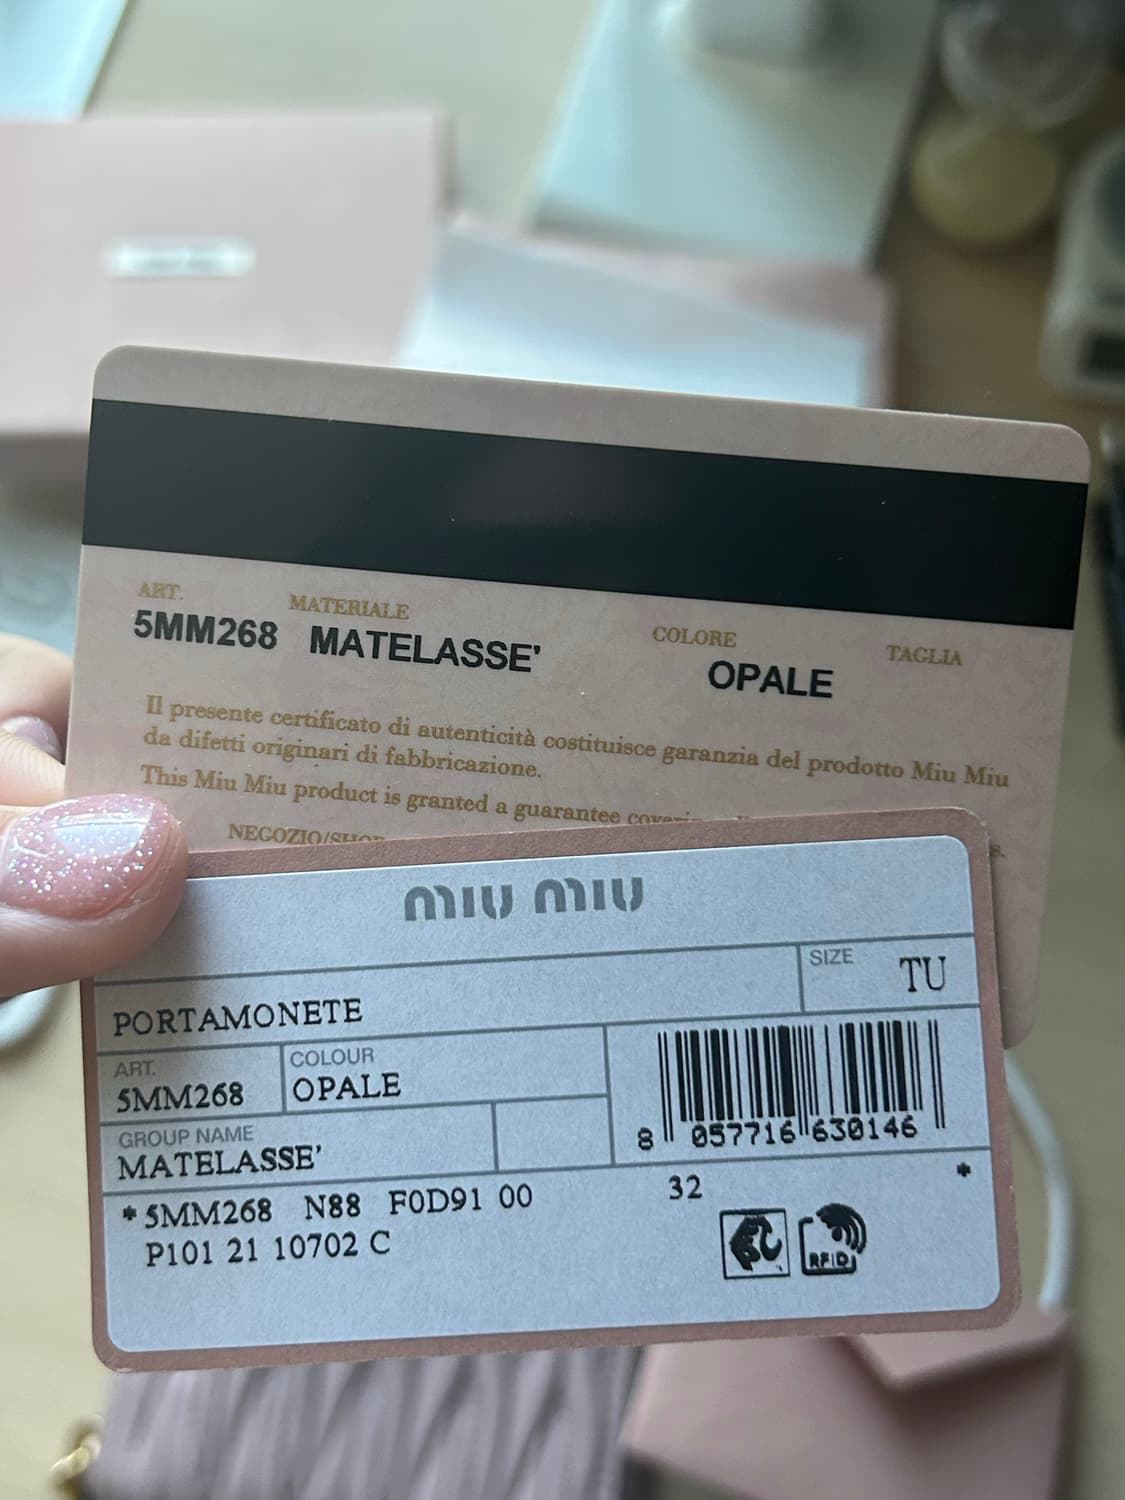 ART. MATERIALE COLORE TAGLIA
5MM268 MATELASSE' OPALE
Il presente certificato di autenticità costituisce garanzia del prodotto Miu Miu
da difetti originari di fabbricazione.
This Miu Miu product is granted a guarantee
NEGOZIO/SHOP
miu miu
SIZE TU
PORTAMONETE
ART. COLOUR
5MM268 OPALE
GROUP NAME
MATELASSE'
8 057716 630146
*5MM268 N88 F0D91 00 32 *
P101 21 10702 C
RFID